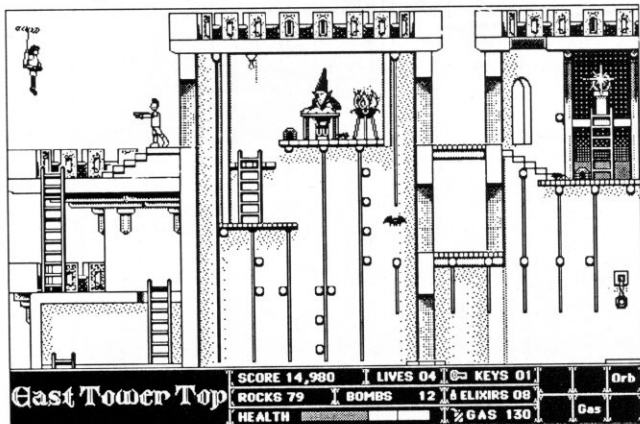 East Tower Top
SCORE 14,980 LIVES 04 KEYS 01
ROCKS 79 BOMBS 12 ELIXIRS 08
HEALTH GAS 130
Orb
Gas